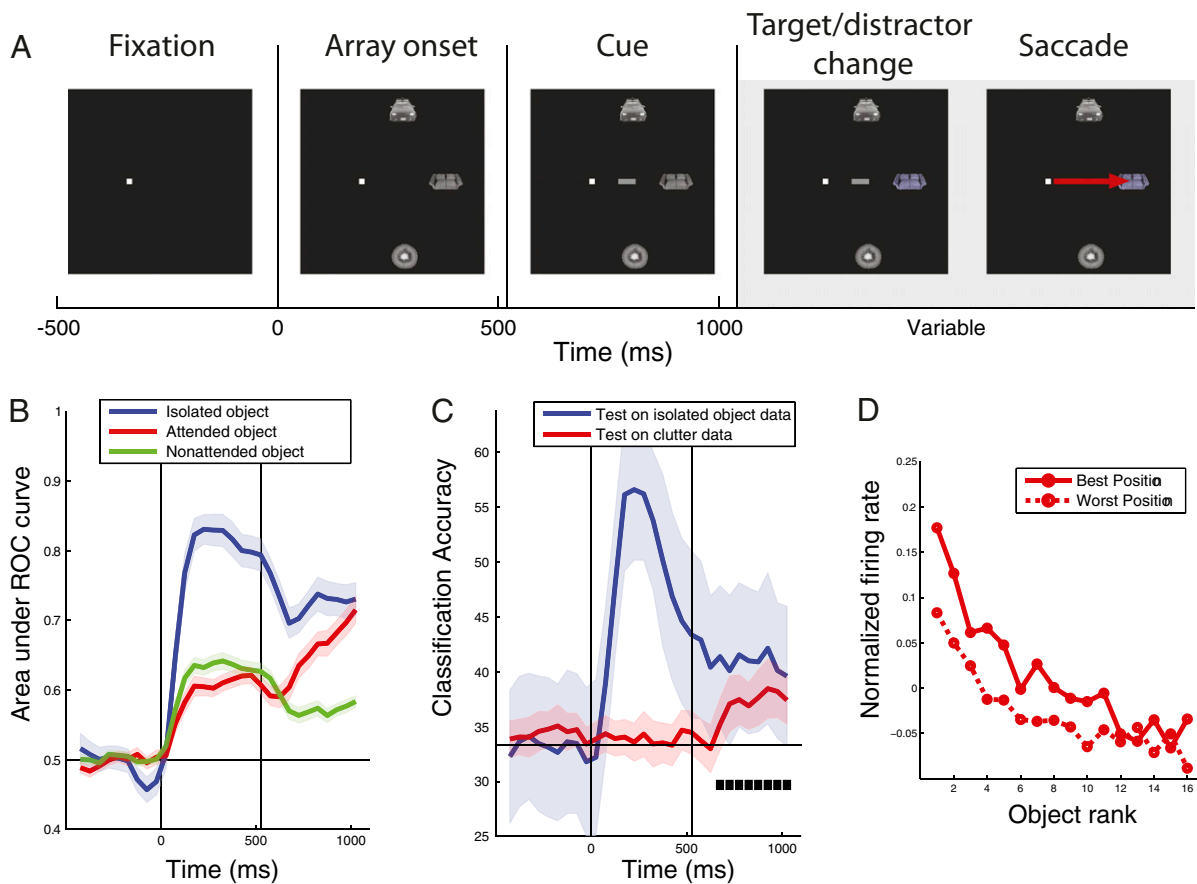 A
Fixation
Array onset
Cue
Target/distractor
change
Saccade
-500
0
500
1000
Variable
Time (ms)
B
Isolated object
Attended object
Nonattended object
1
0.9
0.8
0.7
0.6
0.5
0.4
0
500
1000
Area under ROC curve
Time (ms)
C
Test on isolated object data
Test on clutter data
60
55
50
45
40
35
30
25
0
500
1000
Classification Accuracy
Time (ms)
D
Best Position
Worst Position
0.25
0.2
0.15
0.1
0.05
0
−0.05
2
4
6
8
10
12
14
16
Normalized firing rate
Object rank